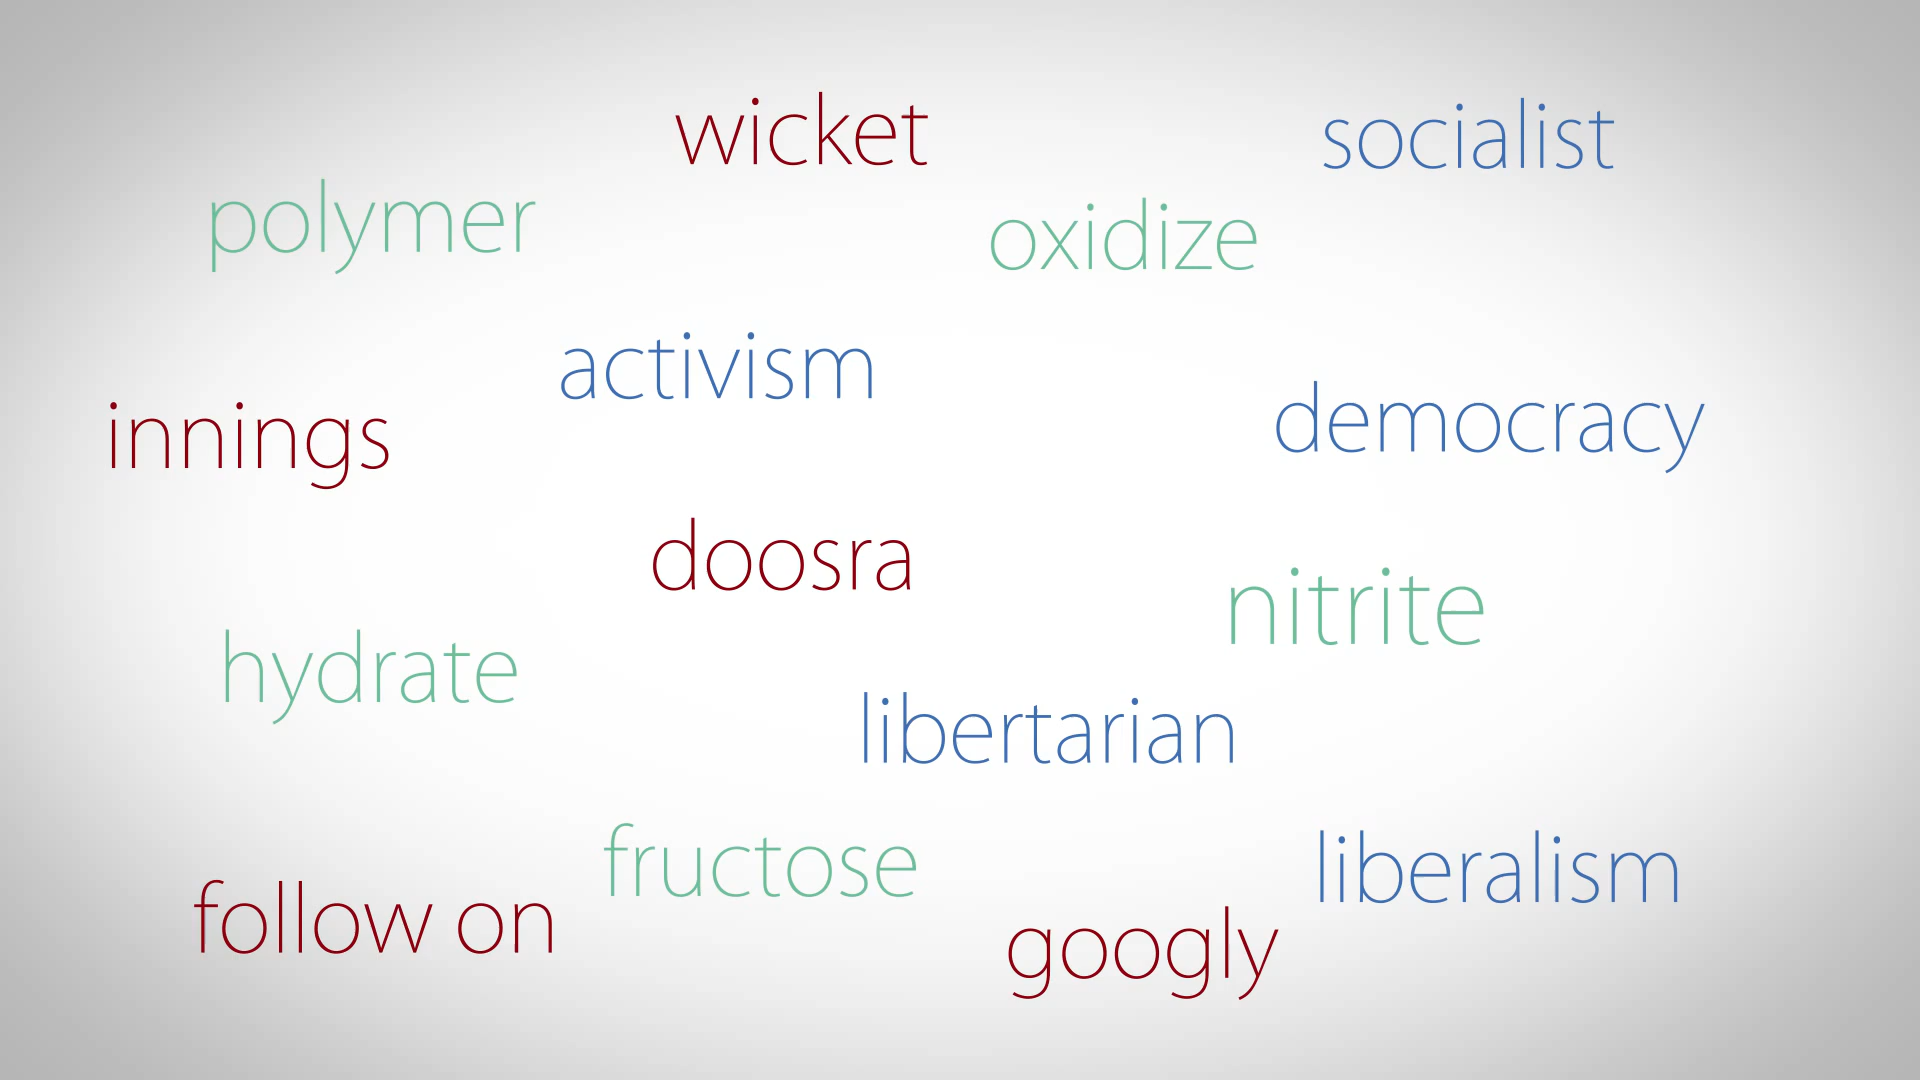 wicket
socialist
polymer
oxidize
activism
innings
democracy
doosra
nitrite
hydrate
libertarian
fructose
liberalism
follow on
googly